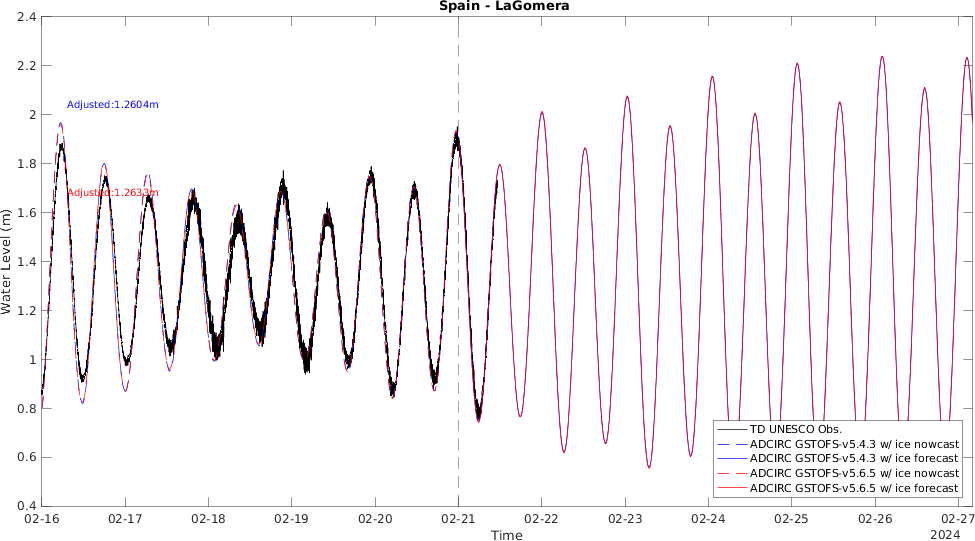 Spain - LaGomera
2.4
2.2
2
1.8
1.6
1.4
1.2
1
0.8
0.6
0.4
Water Level (m)
Adjusted:1.2604m
Adjusted:1.2633m
TD UNESCO Obs.
ADCIRC GSTOFS-v5.4.3 w/ ice nowcast
ADCIRC GSTOFS-v5.4.3 w/ ice forecast
ADCIRC GSTOFS-v5.6.5 w/ ice nowcast
ADCIRC GSTOFS-v5.6.5 w/ ice forecast
02-16 02-17 02-18 02-19 02-20 02-21 02-22 02-23 02-24 02-25 02-26 02-27
Time
2024